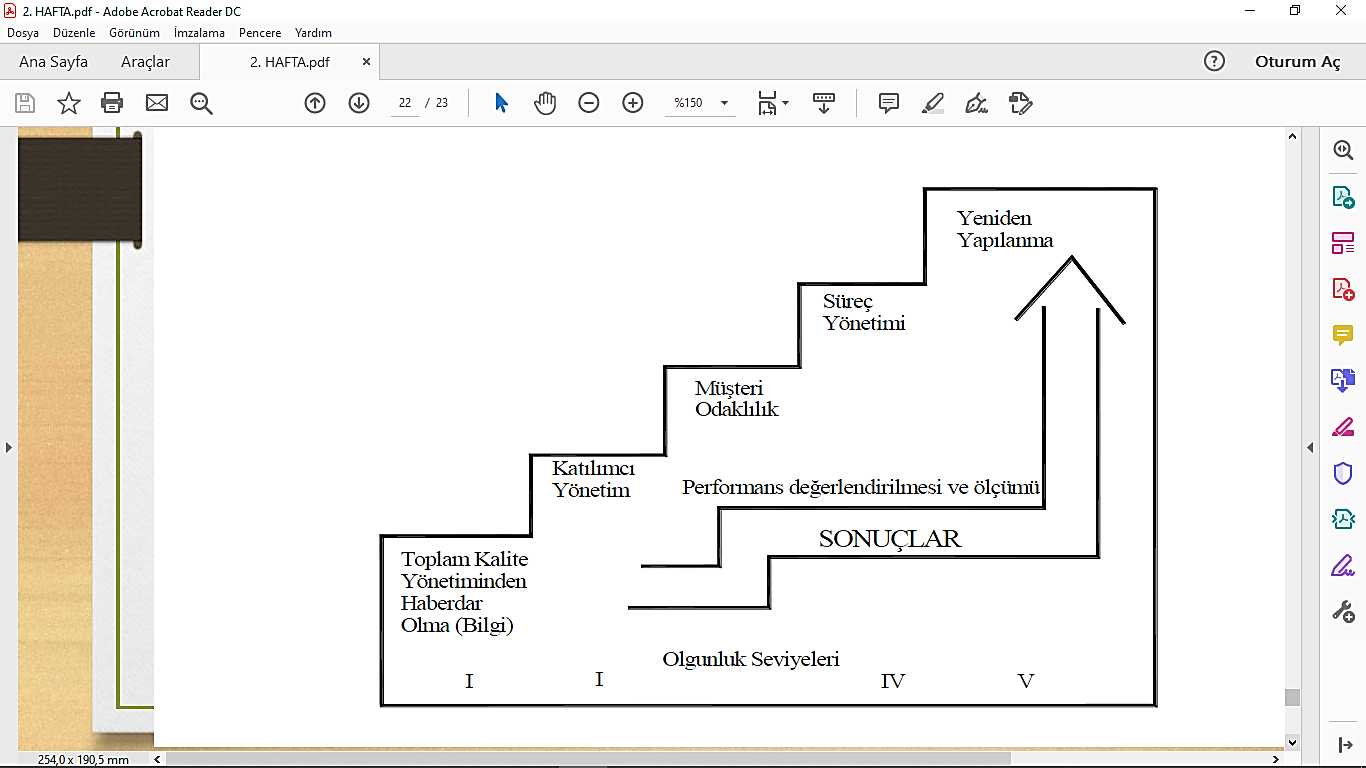 2. HAFTA.pdf - Adobe Acrobat Reader DC
Dosya Düzenle Görünüm İmzalama Pencere Yardım
Ana Sayfa Araçlar 2. HAFTA.pdf Oturum Aç
22 / 23 %150
Yeniden
Yapılanma
Süreç
Yönetimi
Müşteri
Odaklılık
Katılımcı
Yönetim
Performans değerlendirilmesi ve ölçümü
SONUÇLAR
Toplam Kalite
Yönetiminden
Haberdar
Olma (Bilgi)
Olgunluk Seviyeleri
I I IV V
254,0 x 190,5 mm